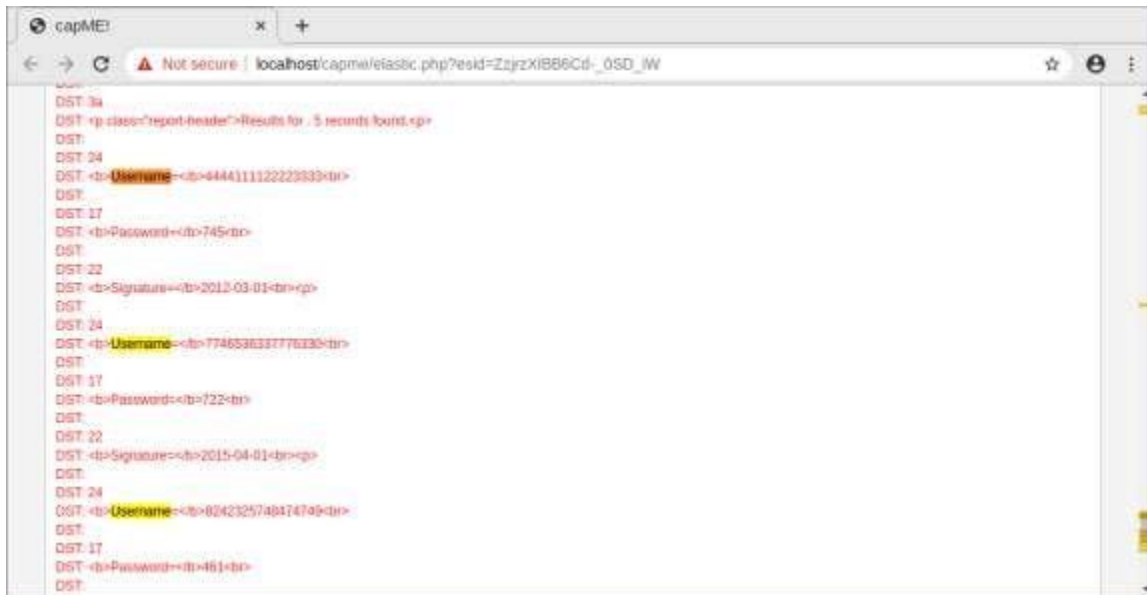 capME!
Not secure | localhost/capme/elastic.php?esid=ZzjrzXIBB6Cd-_0SD_iW
DST: 3a
DST: <p class="report-header">Results for . 5 records found.<p>
DST:
DST: 24
DST: <b>Username=</b>4444111122223333<br>
DST:
DST: 17
DST: <b>Password=</b>745<br>
DST:
DST: 22
DST: <b>Signature=</b>2012-03-01<br><p>
DST:
DST: 24
DST: <b>Username=</b>7746536337776330<br>
DST:
DST: 17
DST: <b>Password=</b>722<br>
DST:
DST: 22
DST: <b>Signature=</b>2015-04-01<br><p>
DST:
DST: 24
DST: <b>Username=</b>8242325748474749<br>
DST:
DST: 17
DST: <b>Password=</b>461<br>
DST: